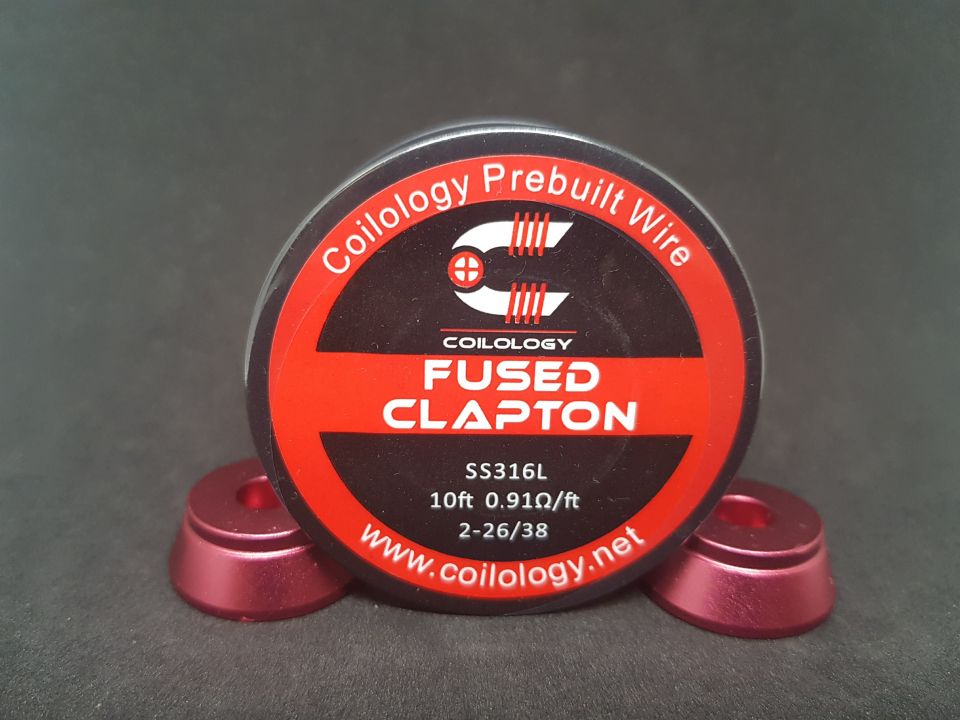 Coilology Prebuilt Wire
COILOLOGY
FUSED
CLAPTON
SS316L
10ft 0.91Ω/ft
2-26/38
www.coilology.net